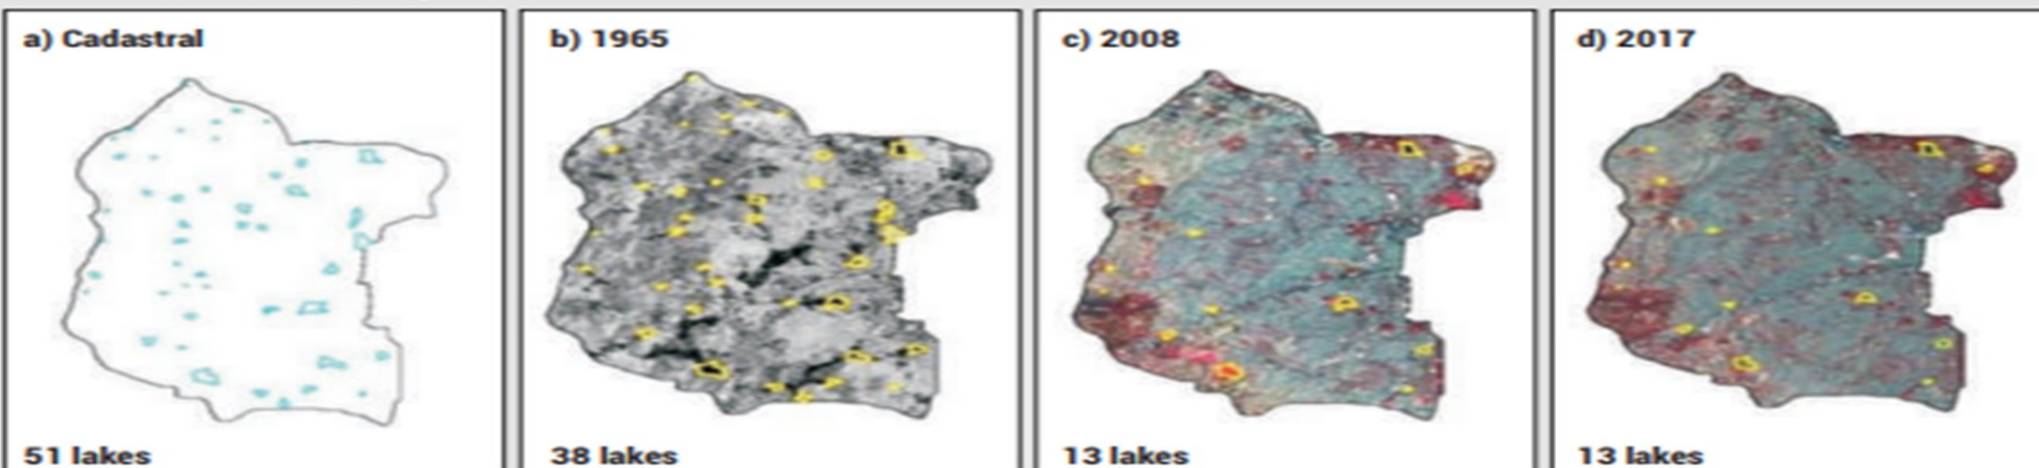 a) Cadastral
51 lakes
b) 1965
38 lakes
c) 2008
13 lakes
d) 2017
13 lakes